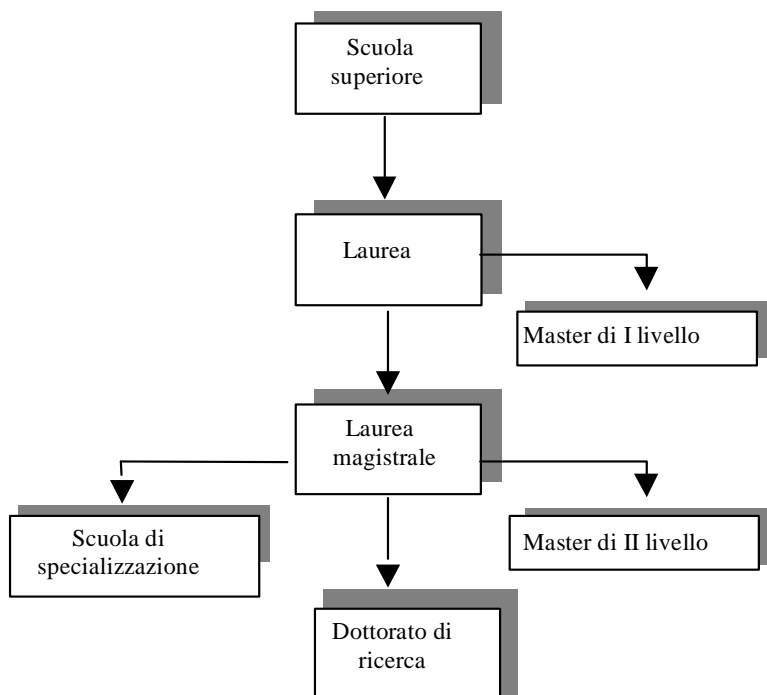 Scuola
superiore
Laurea
Master di I livello
Laurea
magistrale
Scuola di
specializzazione
Master di II livello
Dottorato di
ricerca